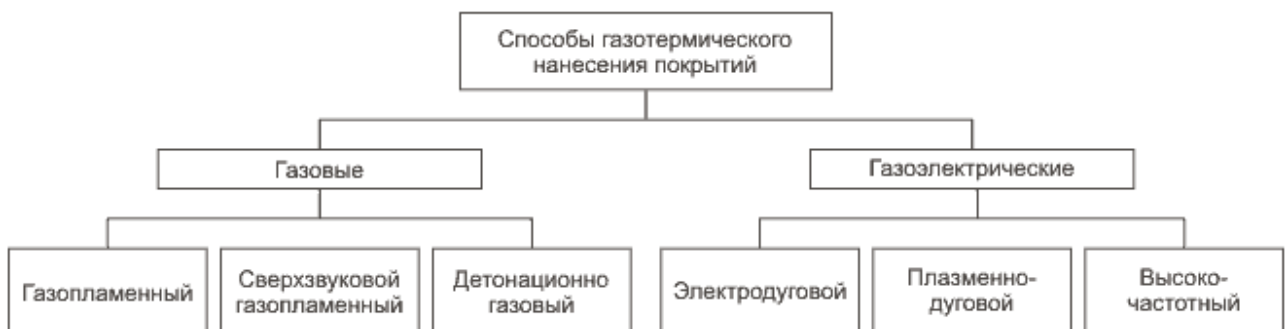 Способы газотермического
нанесения покрытий
Газовые
Газоэлектрические
Газопламенный
Сверхзвуковой
газопламенный
Детонационно
газовый
Электродуговой
Плазменно-
дуговой
Высоко-
частотный